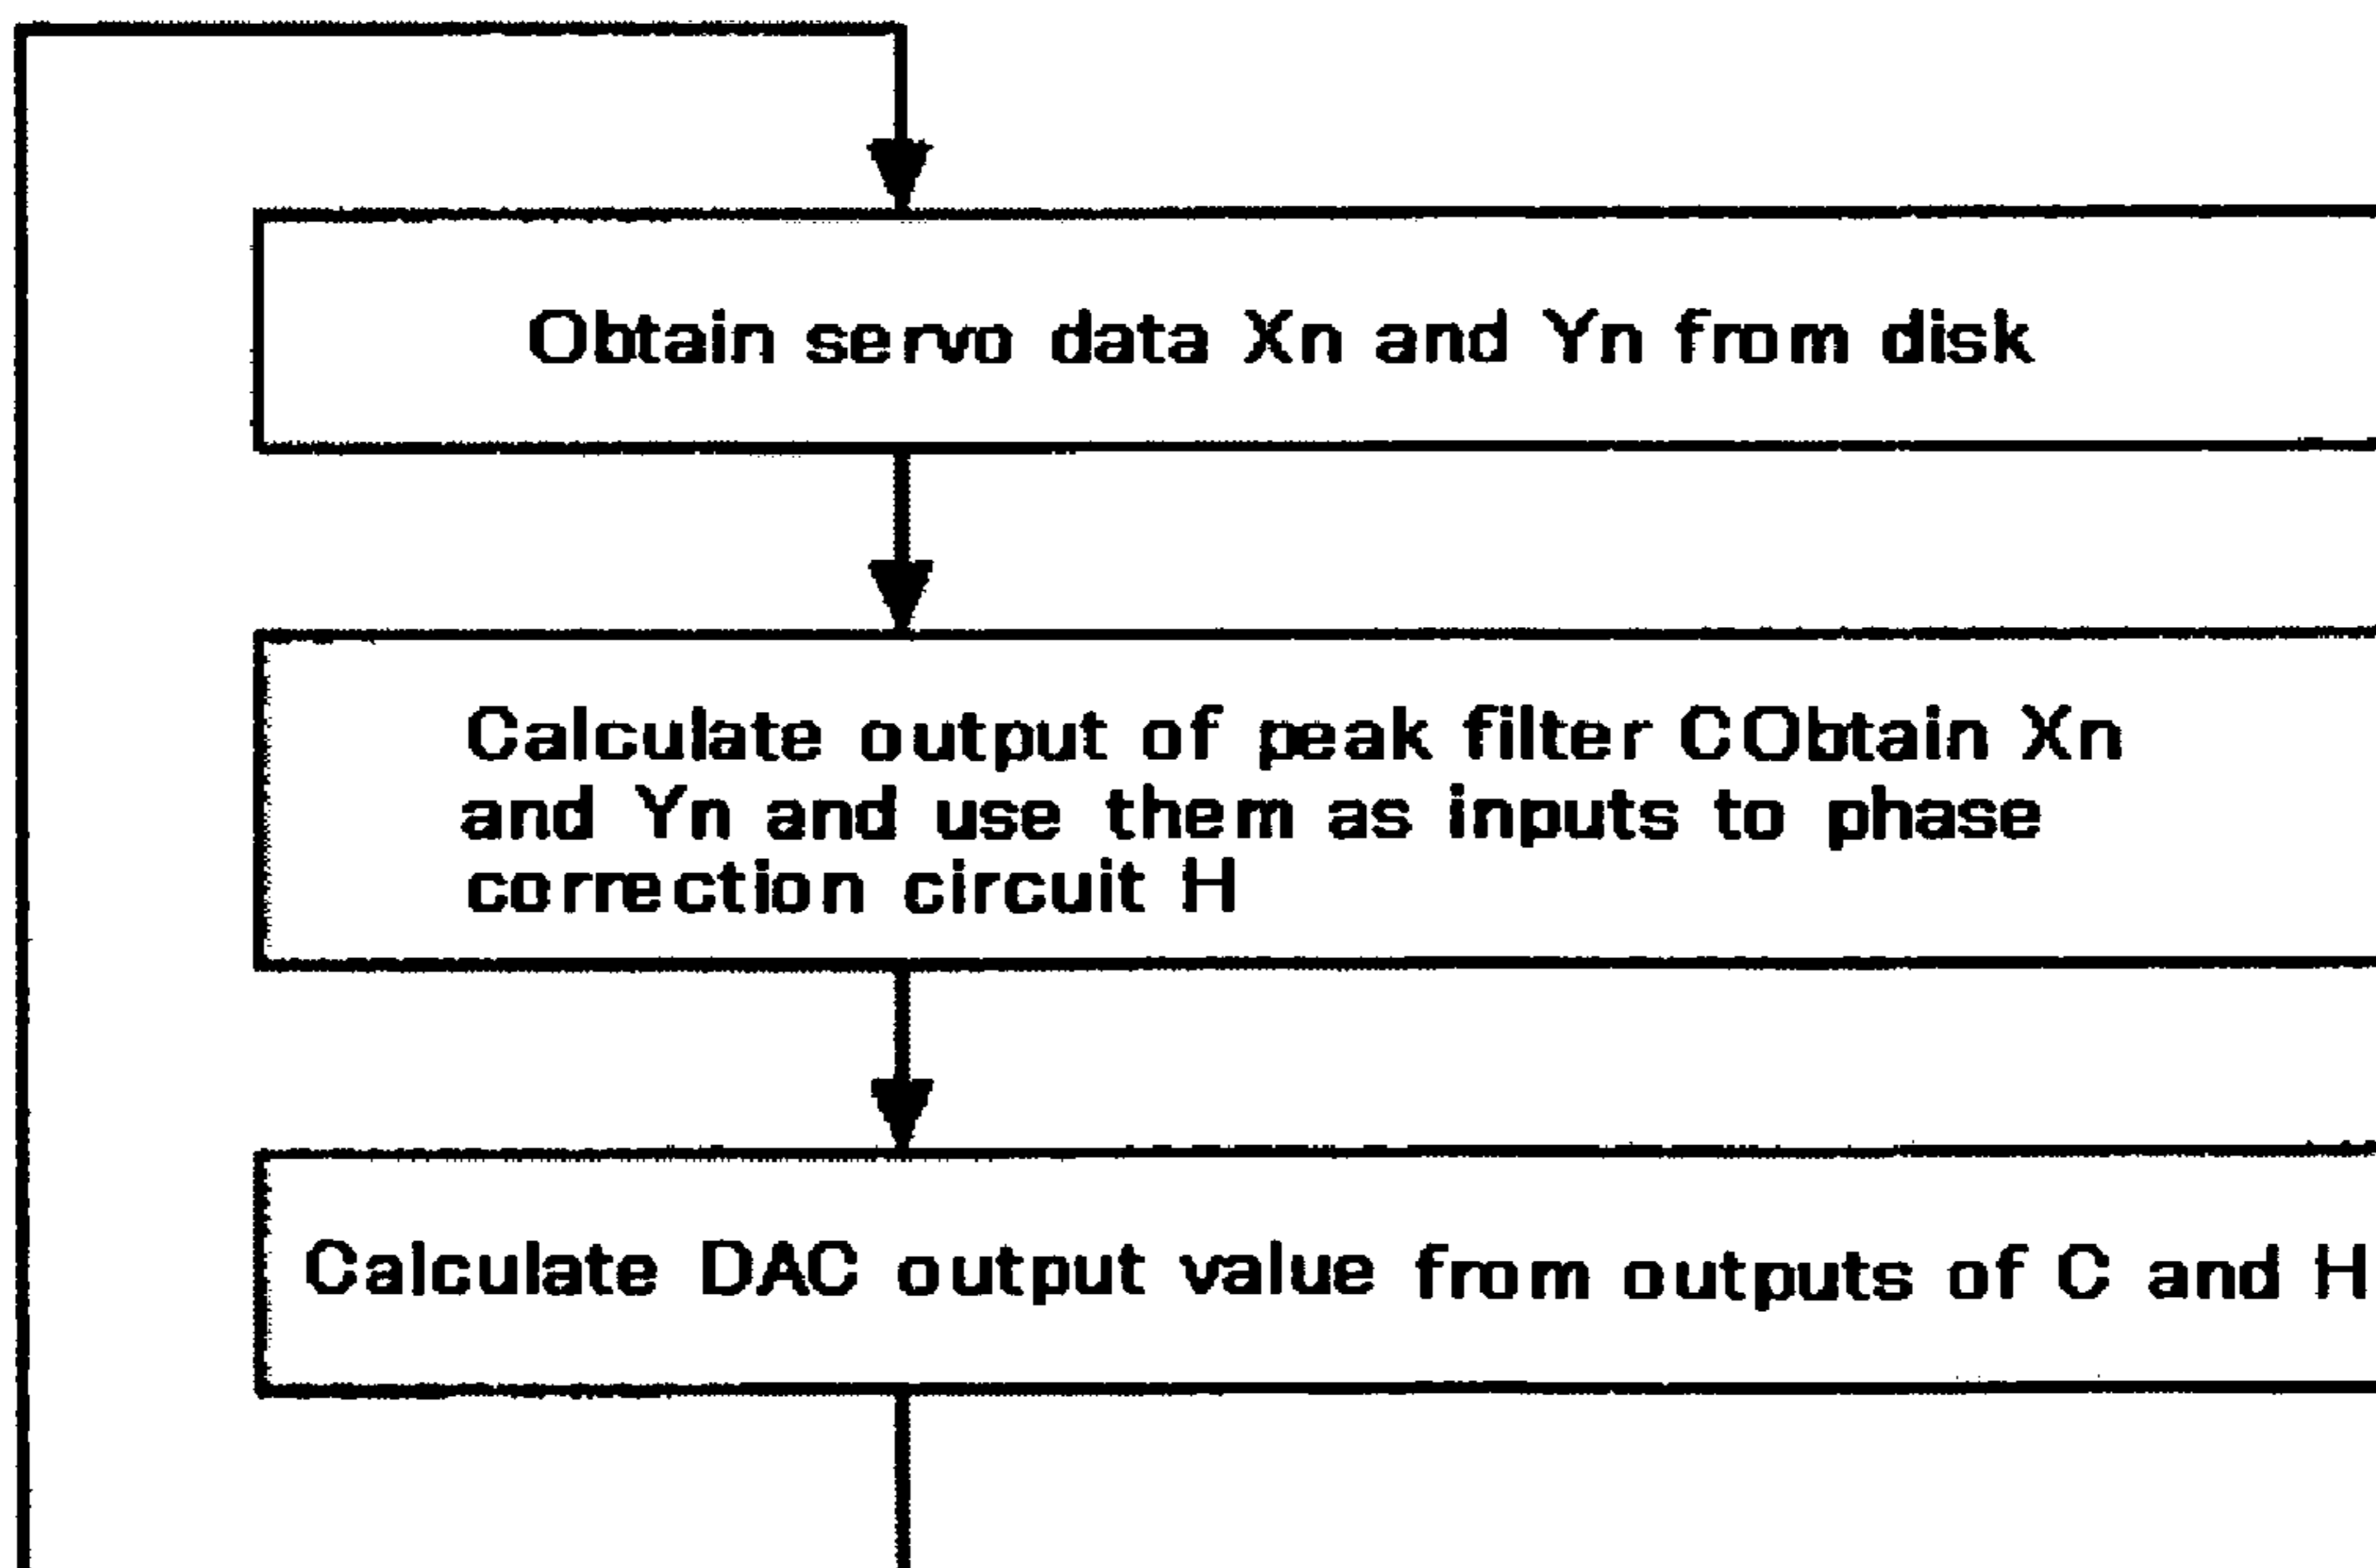 Obtain servo data Xn and Yn from disk
Calculate output of peak filter CObtain Xn
and Yn and use them as inputs to phase
correction circuit H
Calculate DAC output value from outputs of C and H